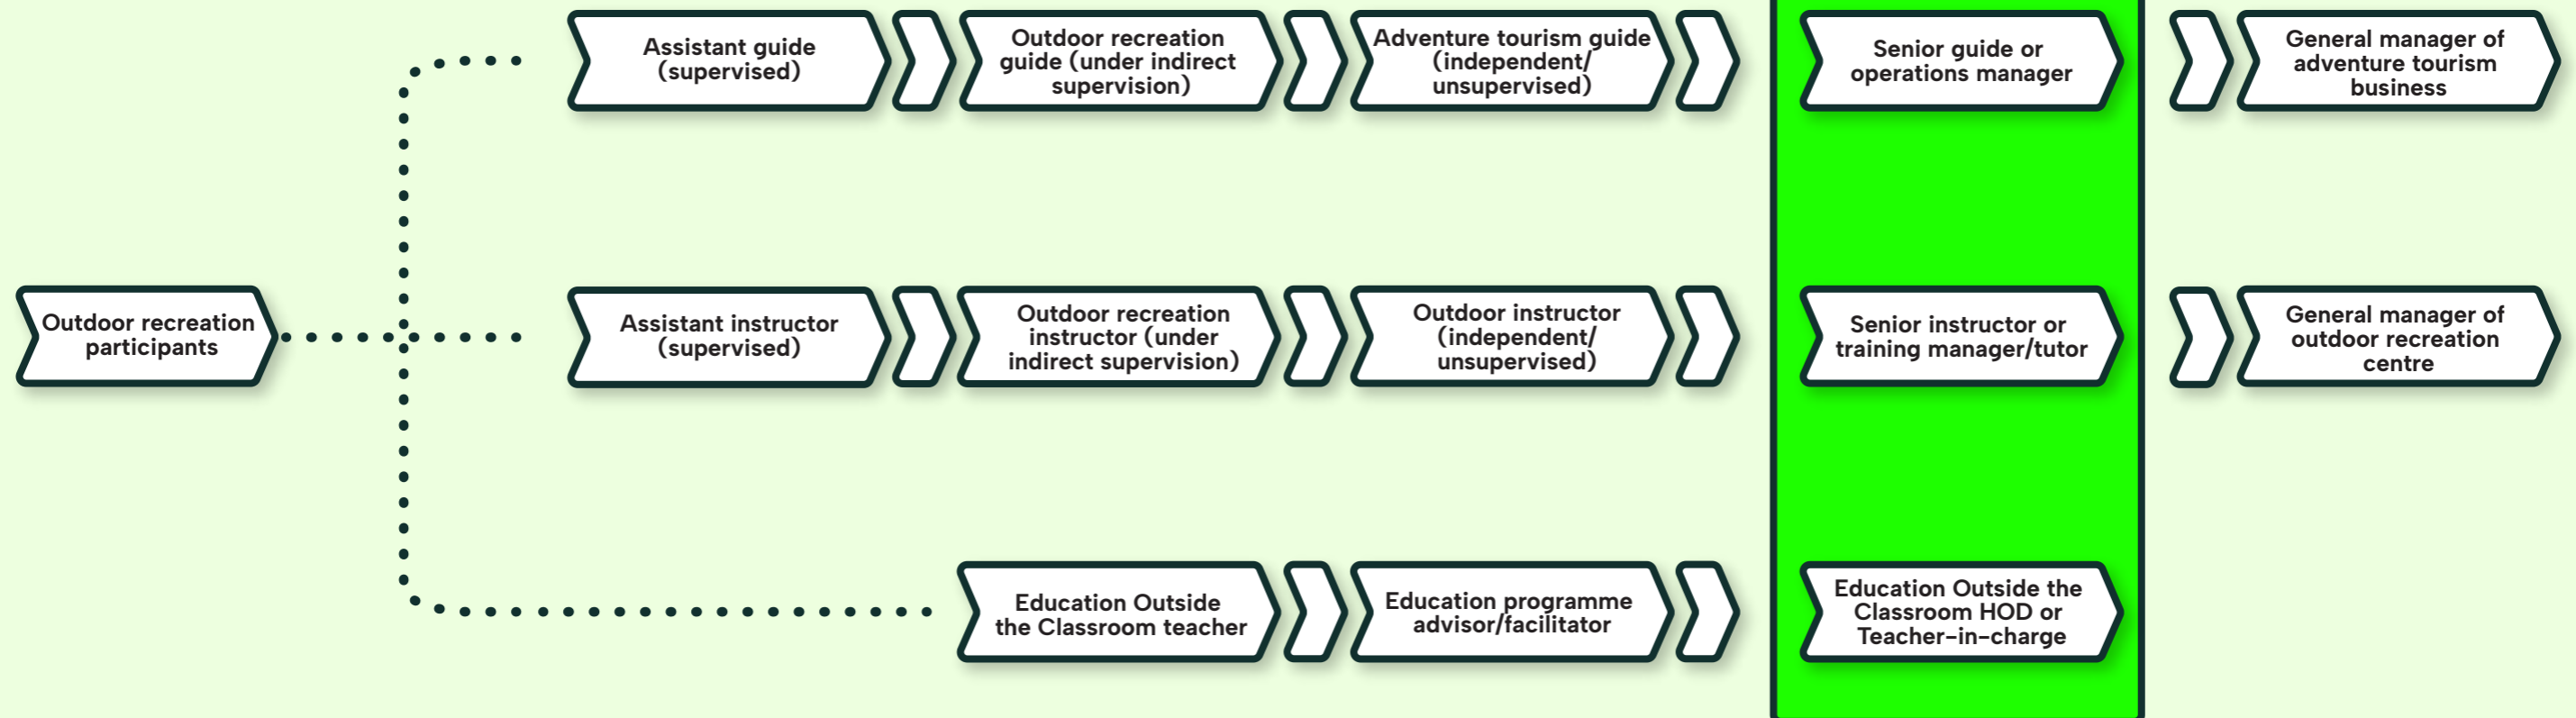 Assistant guide
(supervised)
Outdoor recreation
guide (under indirect
supervision)
Adventure tourism guide
(independent/
unsupervised)
Senior guide or
operations manager
General manager of
adventure tourism
business
Outdoor recreation
participants
Assistant instructor
(supervised)
Outdoor recreation
instructor (under
indirect supervision)
Outdoor instructor
(independent/
unsupervised)
Senior instructor or
training manager/tutor
General manager of
outdoor recreation
centre
Education Outside
the Classroom teacher
Education programme
advisor/facilitator
Education Outside the
Classroom HOD or
Teacher-in-charge